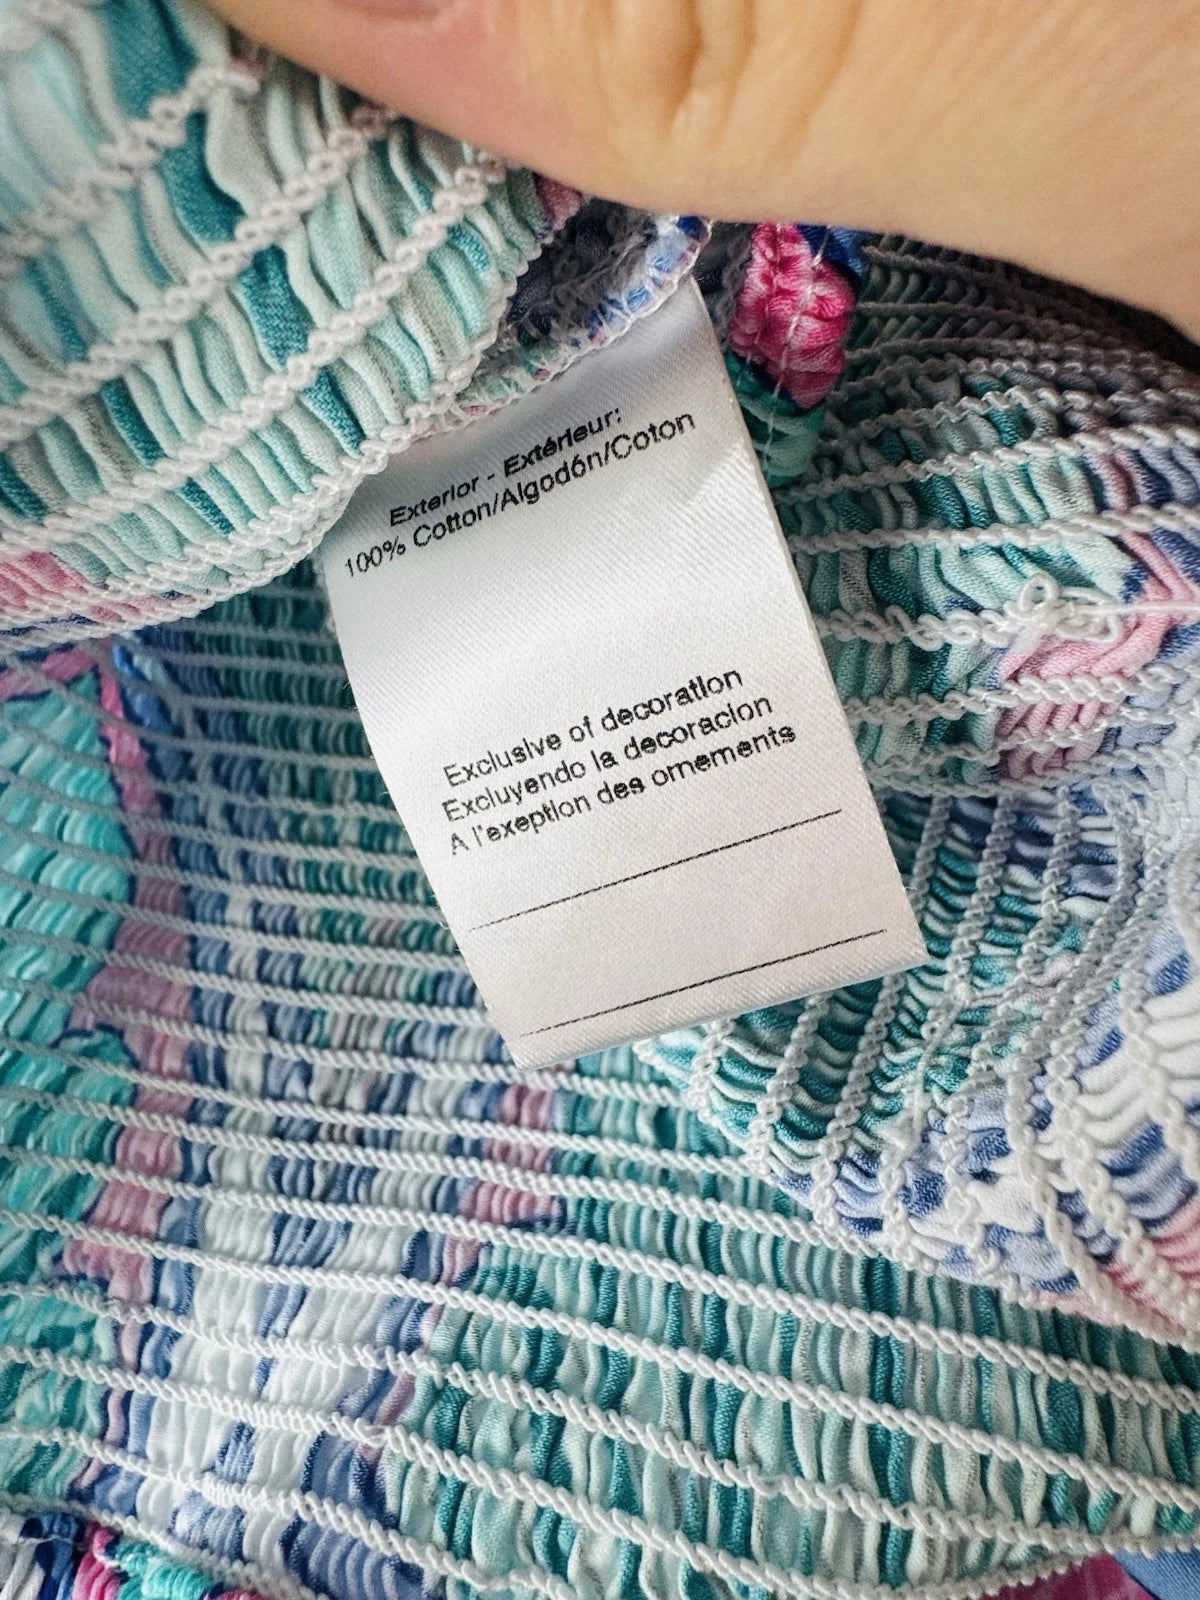 Exterior - Extérieur:
100% Cotton/Algodón/Coton
Exclusive of decoration
Excluyendo la decoracion
A l'exeption des ornements